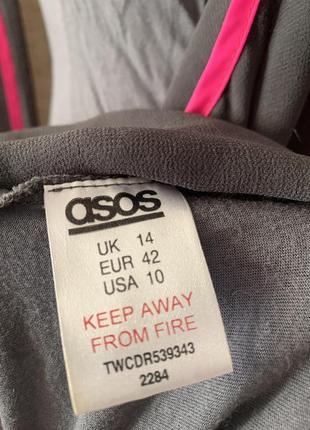 asos
UK 14
EUR 42
USA 10
KEEP AWAY
FROM FIRE
TWCDR539343
2284